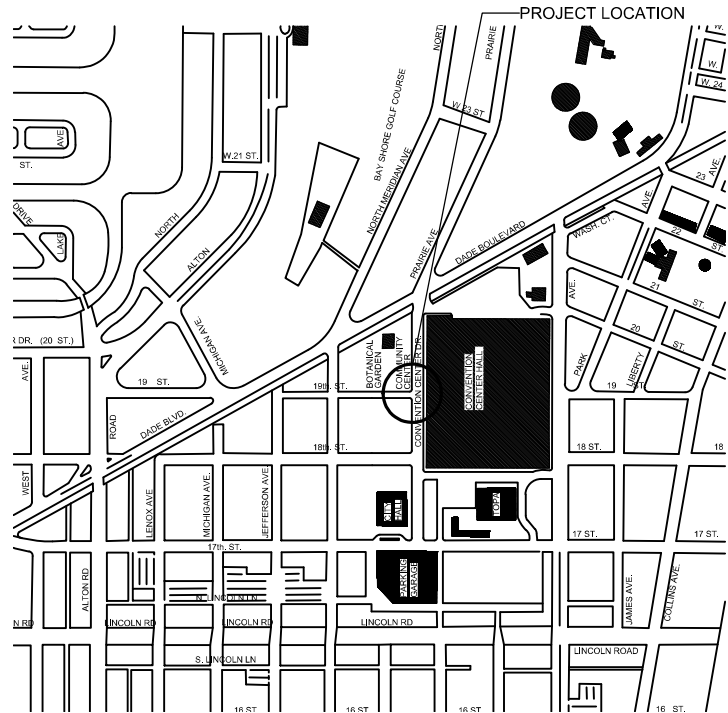 PROJECT LOCATION
NORT
PRAIRIE
W.
W.
W. 24
W. 23 ST
AVE
ST.
W.21 ST.
BAY SHORE GOLF COURSE
NORTH MERIDIAN AVE.
23
AVE.
DRIVE
LAKE
NORTH
ALTON
PRAIRIE AVE.
DADE BOULEVARD
WASH. CT.
AVE.
22
ST
21
ST.
AVE.
20
ST.
R DR. (20 ST.)
MICHIGAN AVE.
BOTANICAL
GARDEN
COMMUNITY
CENTER
CONVENTION CENTER DR.
CONVENTION
CENTER HALL
PARK
LIBERTY
AVE.
19 ST.
19th. ST.
19 ST.
ROAD
DADE BLVD.
18th. ST.
18 ST.
18
WEST
LENOX AVE
MICHIGAN AVE.
JEFFERSON AVE.
CITY
HALL
TOPA
17th. ST.
17 ST.
17 ST.
ALTON RD
PARKING
GARAGE
JAMES AVE.
COLLINS AVE.
N. LINCOLN LN
N RD
LINCOLN RD
LINCOLN RD
LINCOLN RD
LINCOLN ROAD
S. LINCOLN LN
16 ST
16 ST
16 ST
16 ST.